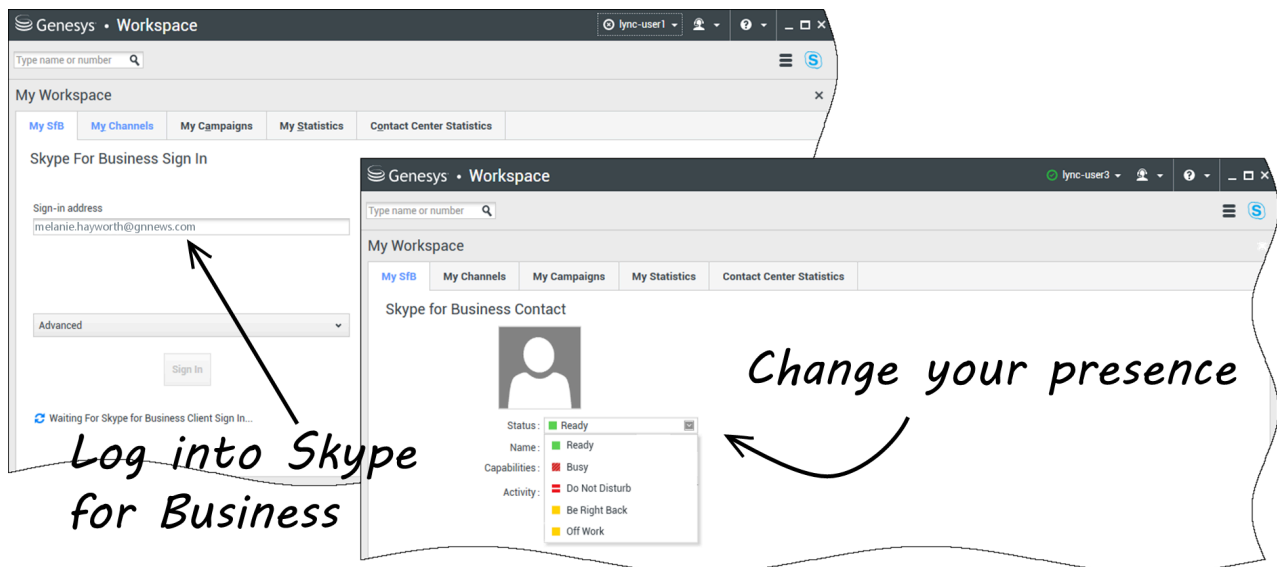 Genesys • Workspace
lync-user1
Type name or number
My Workspace
My SfB My Channels My Campaigns My Statistics Contact Center Statistics
Skype For Business Sign In
Sign-in address
melanie.hayworth@gnnews.com
Advanced
Sign In
Waiting For Skype for Business Client Sign In...
Log into Skype
for Business
Genesys • Workspace
lync-user3
Type name or number
My Workspace
My SfB My Channels My Campaigns My Statistics Contact Center Statistics
Skype for Business Contact
Status: Ready
Name:
Capabilities:
Activity:
Ready
Busy
Do Not Disturb
Be Right Back
Off Work
Change your presence